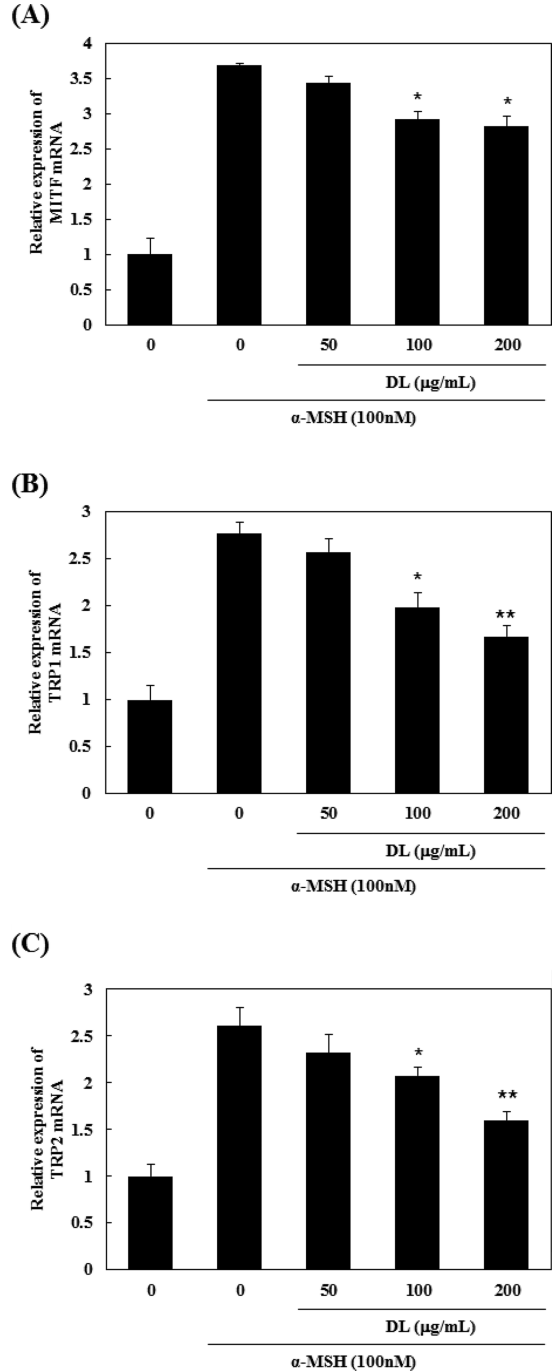 (A)
Relative expression of
MITF mRNA
4
3.5
3
2.5
2
1.5
1
0.5
0
* *
0 0 50 100 200
DL (μg/mL)
α-MSH (100nM)
(B)
Relative expression of
TRP1 mRNA
3
2.5
2
1.5
1
0.5
0
* **
0 0 50 100 200
DL (μg/mL)
α-MSH (100nM)
(C)
Relative expression of
TRP2 mRNA
3
2.5
2
1.5
1
0.5
0
* **
0 0 50 100 200
DL (μg/mL)
α-MSH (100nM)